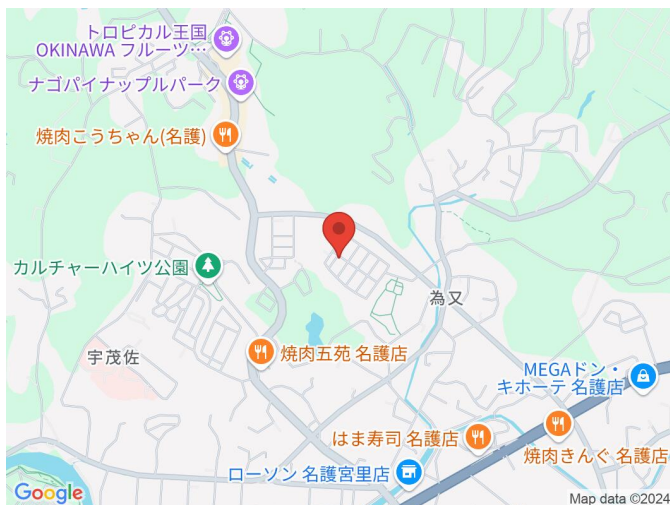 トロピカル王国
OKINAWA フルーツ…
ナゴパイナップルパーク
焼肉こうちゃん(名護)
カルチャーハイツ公園
為又
宇茂佐
焼肉五苑 名護店
MEGAドン・
キホーテ 名護店
はま寿司 名護店
焼肉きんぐ 名護店
ローソン 名護宮里店
Google
Map data ©2024